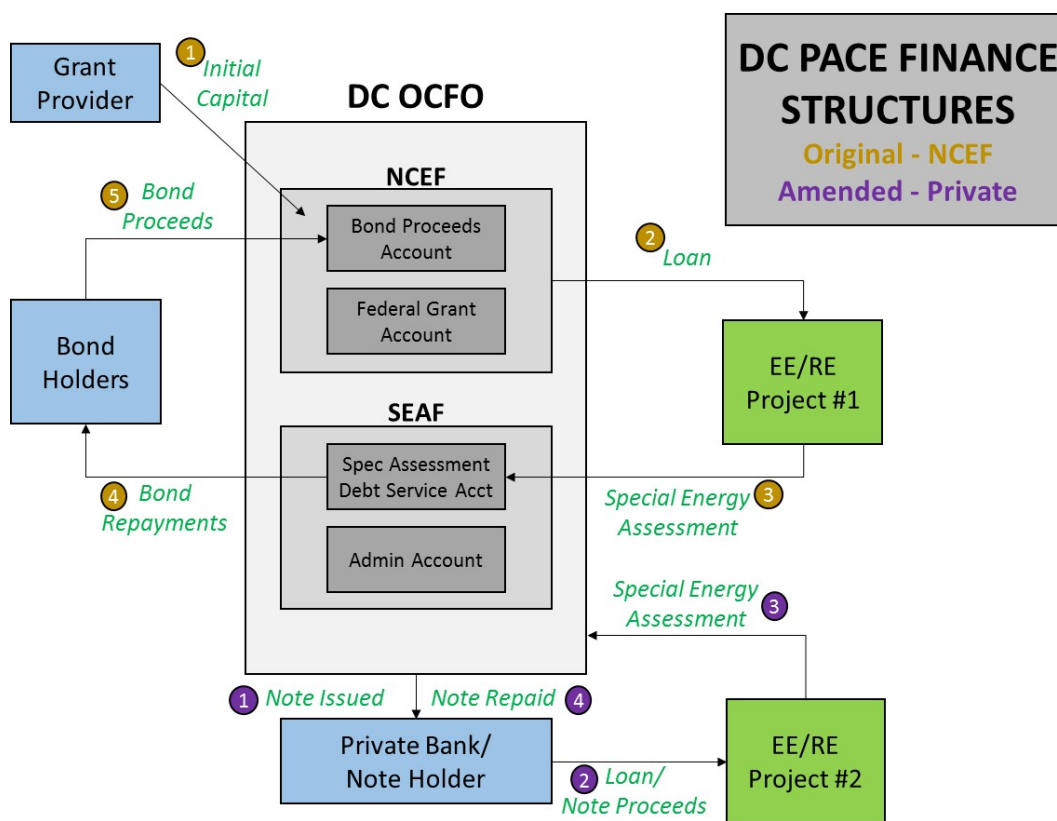 DC PACE FINANCE
STRUCTURES
Original - NCEF
Amended - Private
Grant
Provider
1
Initial
Capital
DC OCFO
NCEF
Bond Proceeds
Account
Federal Grant
Account
5
Bond
Proceeds
2
Loan
Bond
Holders
EE/RE
Project #1
SEAF
Spec Assessment
Debt Service Acct
Admin Account
4
Bond
Repayments
Special Energy
Assessment
3
Special Energy
Assessment
3
1
Note Issued
Note Repaid
4
Private Bank/
Note Holder
2
Loan/
Note Proceeds
EE/RE
Project #2